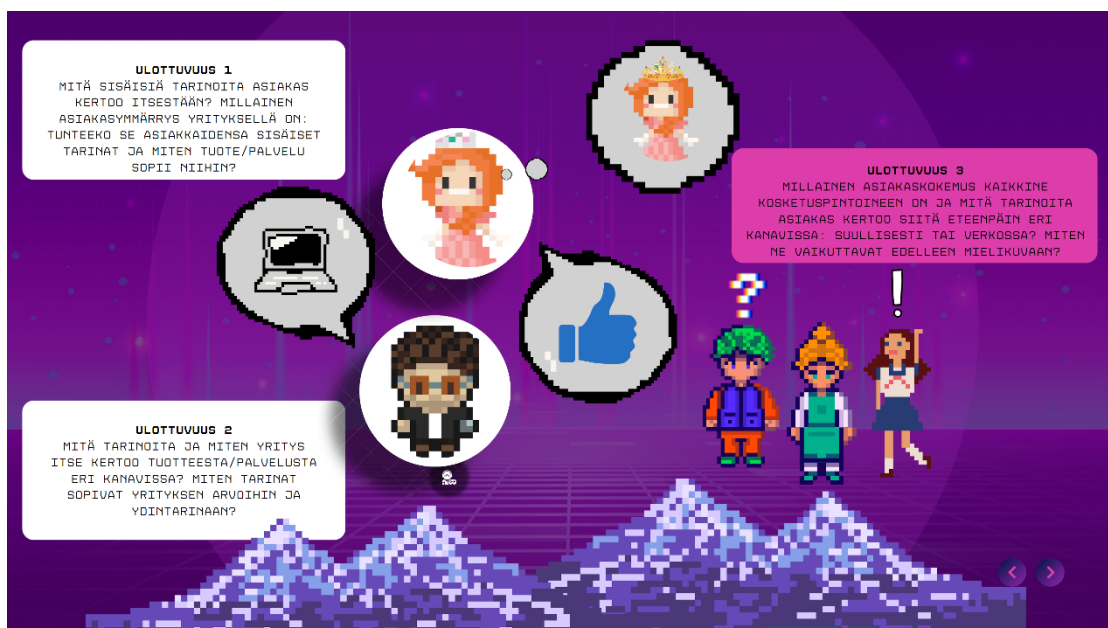 ULOTTUVUUS 1
MITÄ SISÄISIÄ TARINOITA ASIAKAS
KERTOO ITSESTÄÄN? MILLAINEN
ASIAKASYMMÄRRYS YRITYKSELLÄ ON:
TUNTEEKO SE ASIAKKAIDENSA SISÄISET
TARINAT JA MITEN TUOTE/PALVELU
SOPII NIIHIN?
ULOTTUVUUS 3
MILLAINEN ASIAKASKOKEMUS KAIKKINE
KOSKETUSPINTOINEEN ON JA MITÄ TARINOITA
ASIAKAS KERTOO SIITÄ ETEENPÄIN ERI
KANAVISSA: SUULLISESTI TAI VERKOSSA? MITEN
NE VAIKUTTAVAT EDELLEEN MIELIKUVAAN?
?
!
ULOTTUVUUS 2
MITÄ TARINOITA JA MITEN YRITYS
ITSE KERTOO TUOTTEESTA/PALVELUSTA
ERI KANAVISSA? MITEN TARINAT
SOPIVAT YRITYKSEN ARVOIHIN JA
YDINTARINAAN?